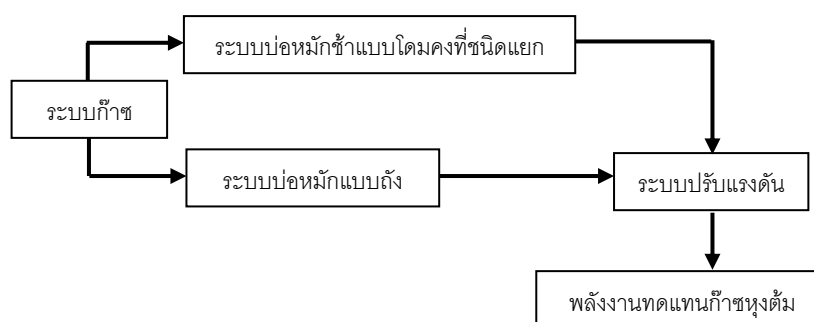 ระบบบ่อหมักช้าแบบโดมคงที่ชนิดแยก
ระบบก๊าซ
ระบบบ่อหมักแบบถัง
ระบบปรับแรงดัน
พลังงานทดแทนก๊าซหุงต้ม